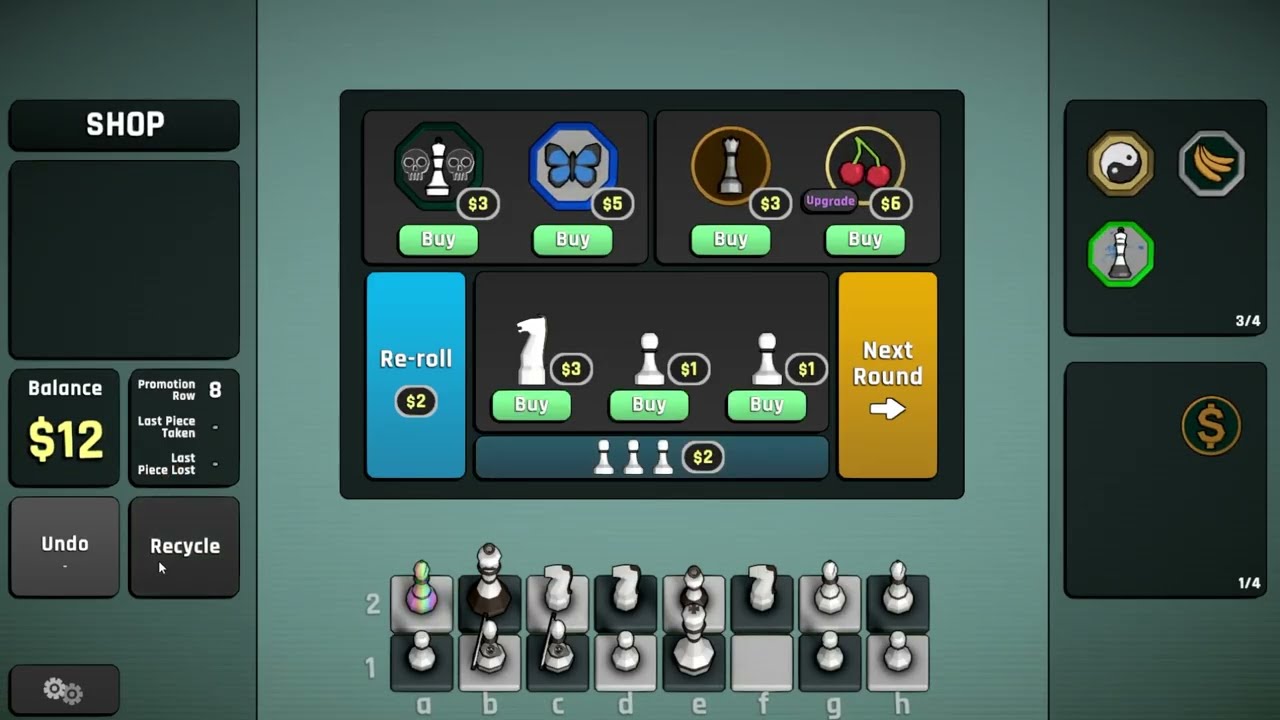 SHOP
$3
$5
$3
Upgrade
$6
Buy
Buy
Buy
Buy
Re-roll
$2
$3
$1
$1
Buy
Buy
Buy
$2
Next
Round
Balance
$12
Promotion
Row
8
Last Piece
Taken
-
Last
Piece Lost
-
Undo
-
Recycle
3/4
$
1/4
2
1
a
b
c
d
e
f
g
h